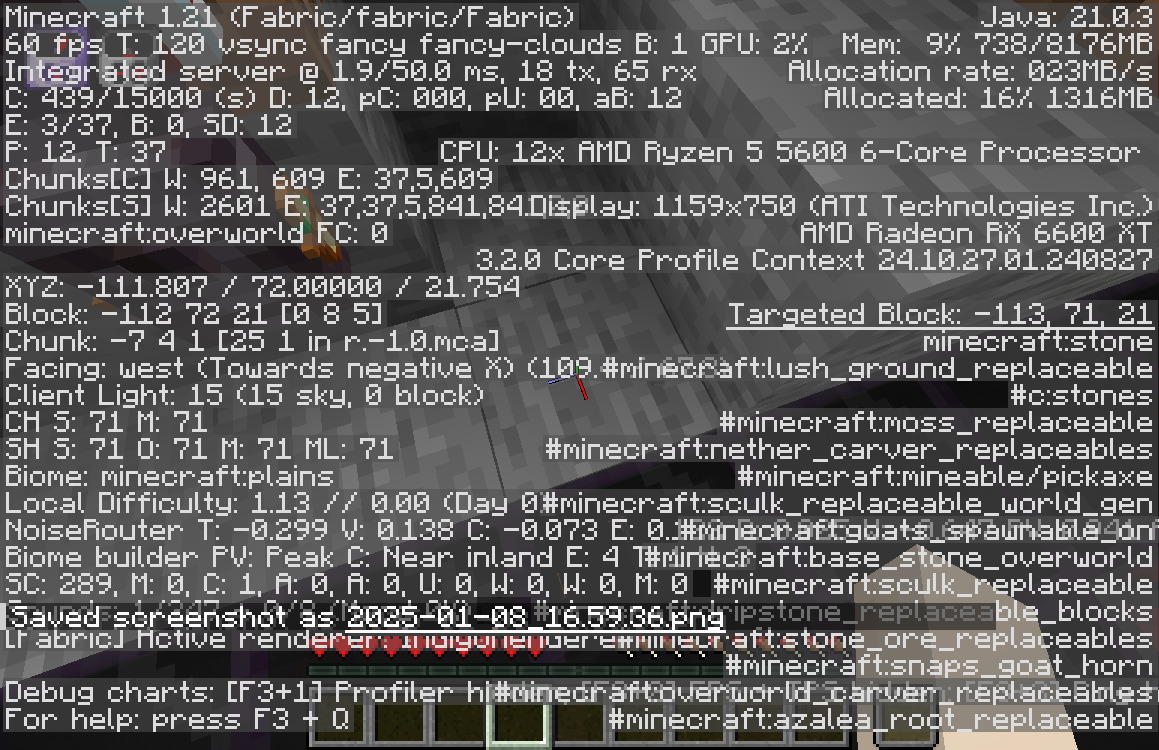 Minecraft 1.21 (Fabric/fabric/Fabric)
Java: 21.0.3
60 fps T: 120 vsync fancy fancy-clouds B: 1 GPU: 2%
Mem: 9% 738/8176MB
Integrated server @ 1.9/50.0 ms, 18 tx, 65 rx
Allocation rate: 023MB/s
C: 439/15000 (s) D: 12, pC: 000, pU: 00, aB: 12
Allocated: 16% 1316MB
E: 3/37, B: 0, SD: 12
P: 12. T: 37
CPU: 12x AMD Ryzen 5 5600 6-Core Processor
Chunks[C] W: 961, 609 E: 37,5,609
Chunks[S] W: 2601 E: 37,37,5,841,84
Display: 1159x750 (ATI Technologies Inc.)
minecraft:overworld FC: 0
AMD Radeon RX 6600 XT
3.2.0 Core Profile Context 24.10.27.01.240827
XYZ: -111.807 / 72.00000 / 21.754
Block: -112 72 21 [0 8 5]
Targeted Block: -113, 71, 21
Chunk: -7 4 1 [25 1 in r.-1.0.mca]
minecraft:stone
Facing: west (Towards negative X) (109.
#minecraft:lush_ground_replaceable
Client Light: 15 (15 sky, 0 block)
#c:stones
CH S: 71 M: 71
#minecraft:moss_replaceable
SH S: 71 O: 71 M: 71 ML: 71
#minecraft:nether_carver_replaceables
Biome: minecraft:plains
#minecraft:mineable/pickaxe
Local Difficulty: 1.13 // 0.00 (Day 0
#minecraft:sculk_replaceable_world_gen
NoiseRouter T: -0.299 V: 0.138 C: -0.073 E: 0.
#minecraft:goats_spawnable_on
Biome builder PV: Peak C: Near inland E: 4 T
#minecraft:base_stone_overworld
SC: 289, M: 0, C: 1, A: 0, A: 0, U: 0, W: 0, W: 0, M: 0
#minecraft:sculk_replaceable
#minecraft:dripstone_replaceable_blocks
Saved screenshot as 2025-01-08_16.59.36.png
[Fabric] Active renderer:
#minecraft:stone_ore_replaceables
#minecraft:snaps_goat_horn
Debug charts: [F3+1] Profiler hi
#minecraft:overworld_carver_replaceables
For help: press F3 + Q
#minecraft:azalea_root_replaceable